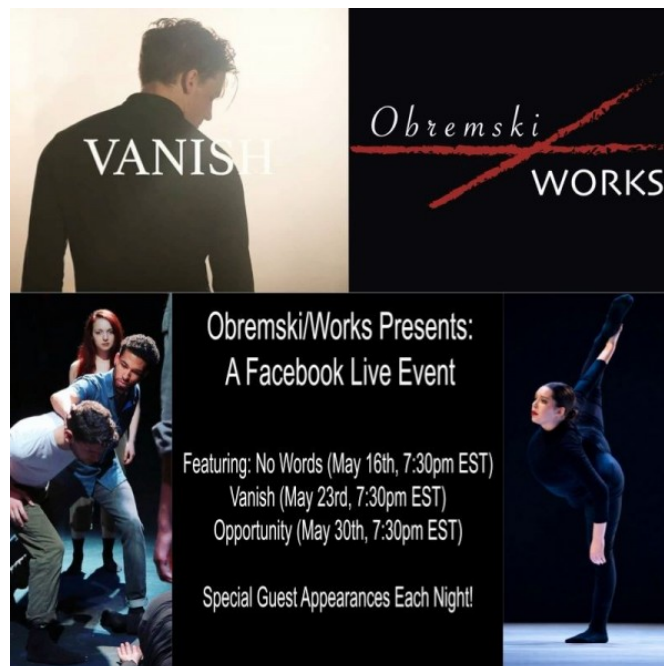 VANISH
Obremski
WORKS
Obremski/Works Presents:
A Facebook Live Event
Featuring: No Words (May 16th, 7:30pm EST)
Vanish (May 23rd, 7:30pm EST)
Opportunity (May 30th, 7:30pm EST)
Special Guest Appearances Each Night!